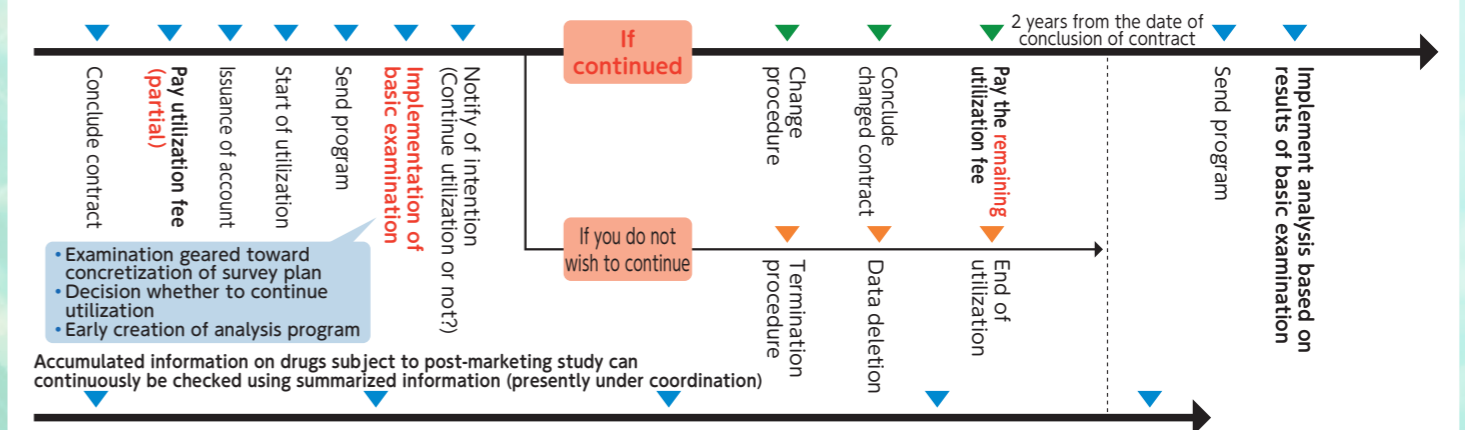 Conclude contract
Pay utilization fee
(partial)
Issuance of account
Start of utilization
Send program
Implementation of
basic examination
Notify of intention
(Continue utilization or not?)
If
continued
Change
procedure
Conclude
changed contract
Pay the remaining
utilization fee
2 years from the date of
conclusion of contract
Send program
Implement analysis based on
results of basic examination
If you do not
wish to continue
Termination
procedure
Data deletion
End of
utilization
• Examination geared toward
concretization of survey plan
• Decision whether to continue
utilization
• Early creation of analysis program
Accumulated information on drugs subject to post-marketing study can
continuously be checked using summarized information (presently under coordination)